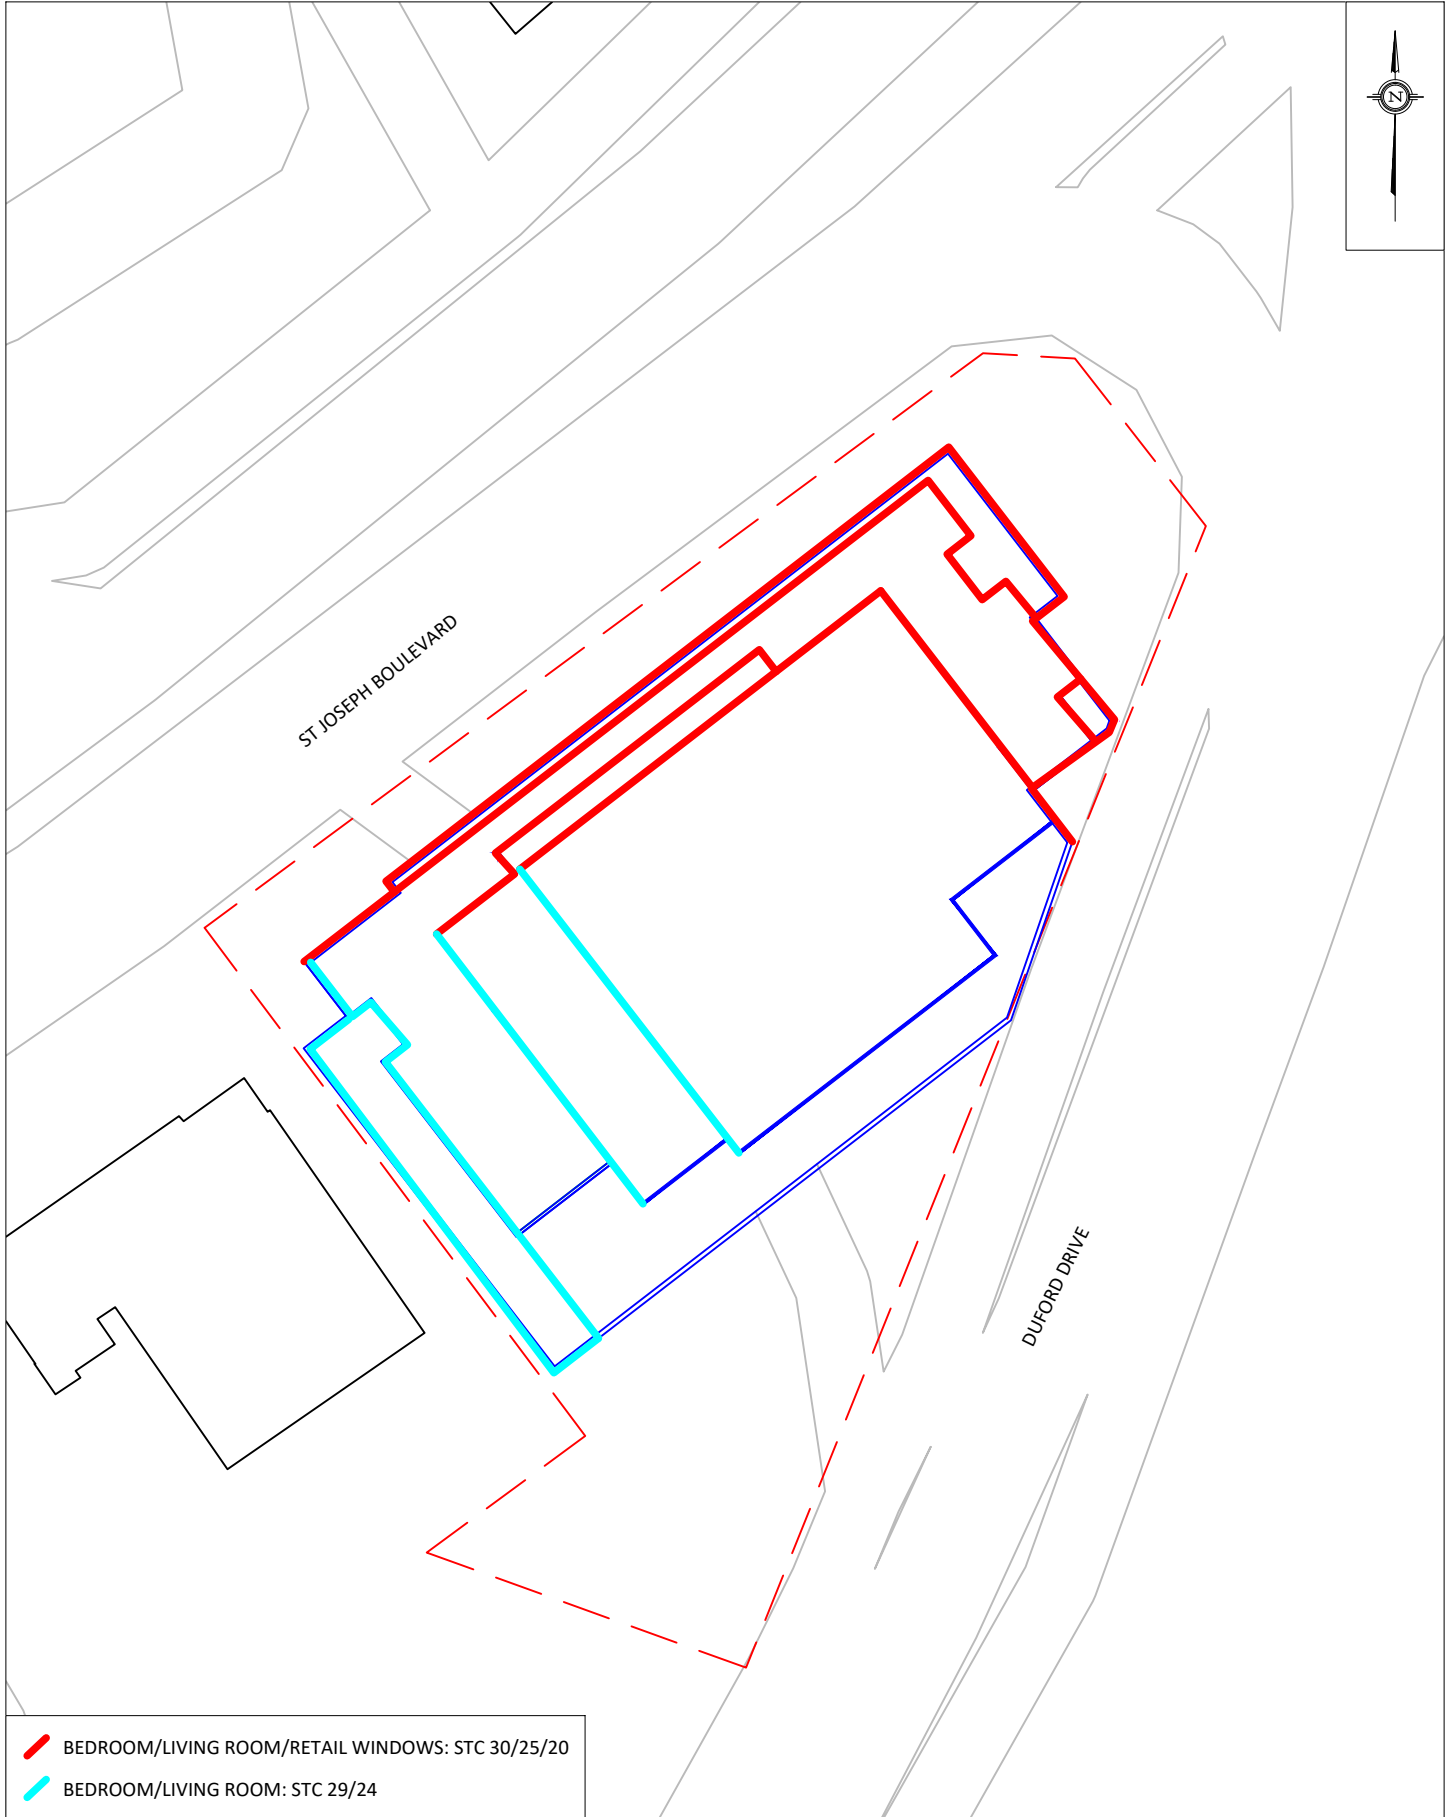 N
ST JOSEPH BOULEVARD
DUFORD DRIVE
BEDROOM/LIVING ROOM/RETAIL WINDOWS: STC 30/25/20
BEDROOM/LIVING ROOM: STC 29/24